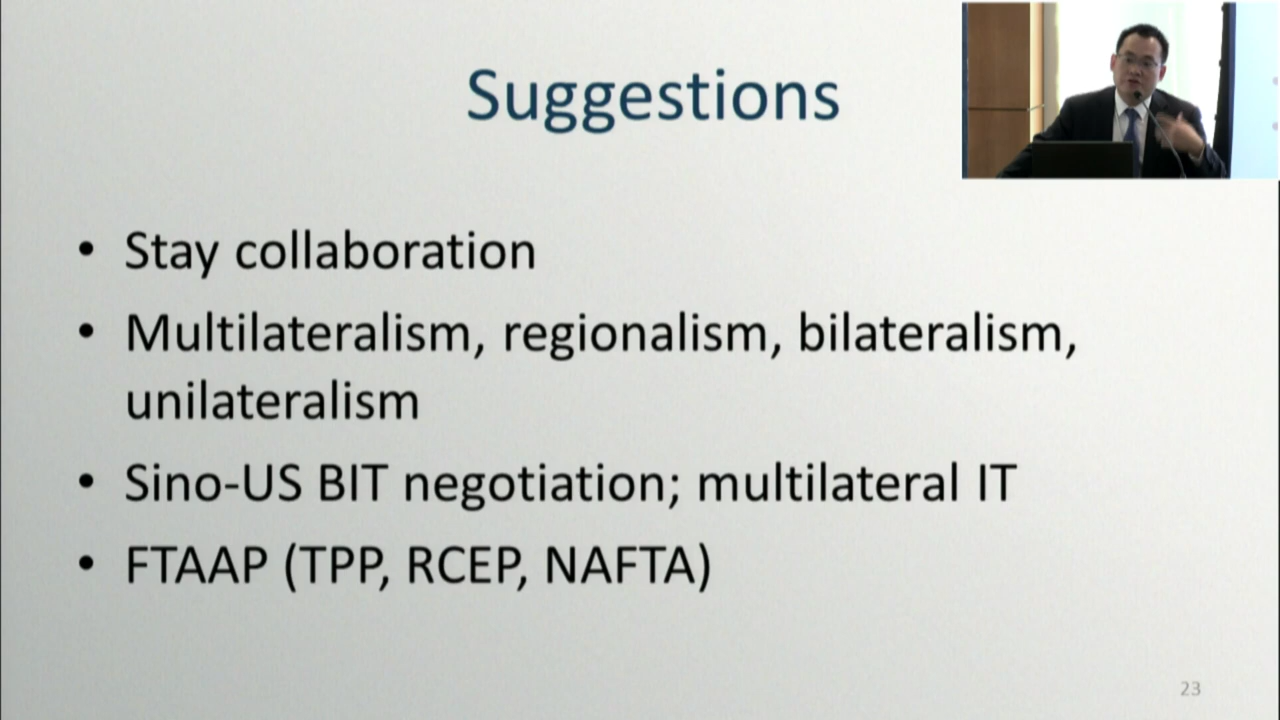 Suggestions
• Stay collaboration
• Multilateralism, regionalism, bilateralism,
unilateralism
• Sino-US BIT negotiation; multilateral IT
• FTAAP (TPP, RCEP, NAFTA)
23